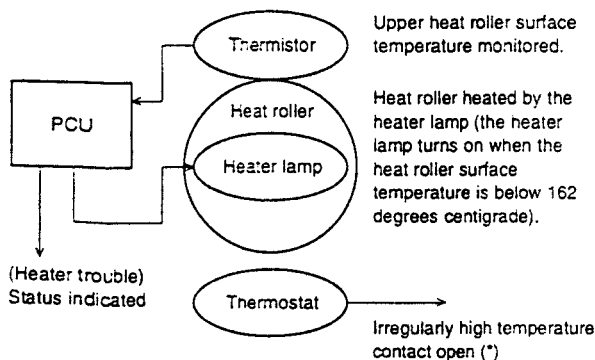 Thermistor
Upper heat roller surface
temperature monitored.
PCU
Heat roller
Heater lamp
Heat roller heated by the
heater lamp (the heater
lamp turns on when the
heat roller surface
temperature is below 162
degrees centigrade).
(Heater trouble)
Status indicated
Thermostat
Irregularly high temperature
contact open (*)